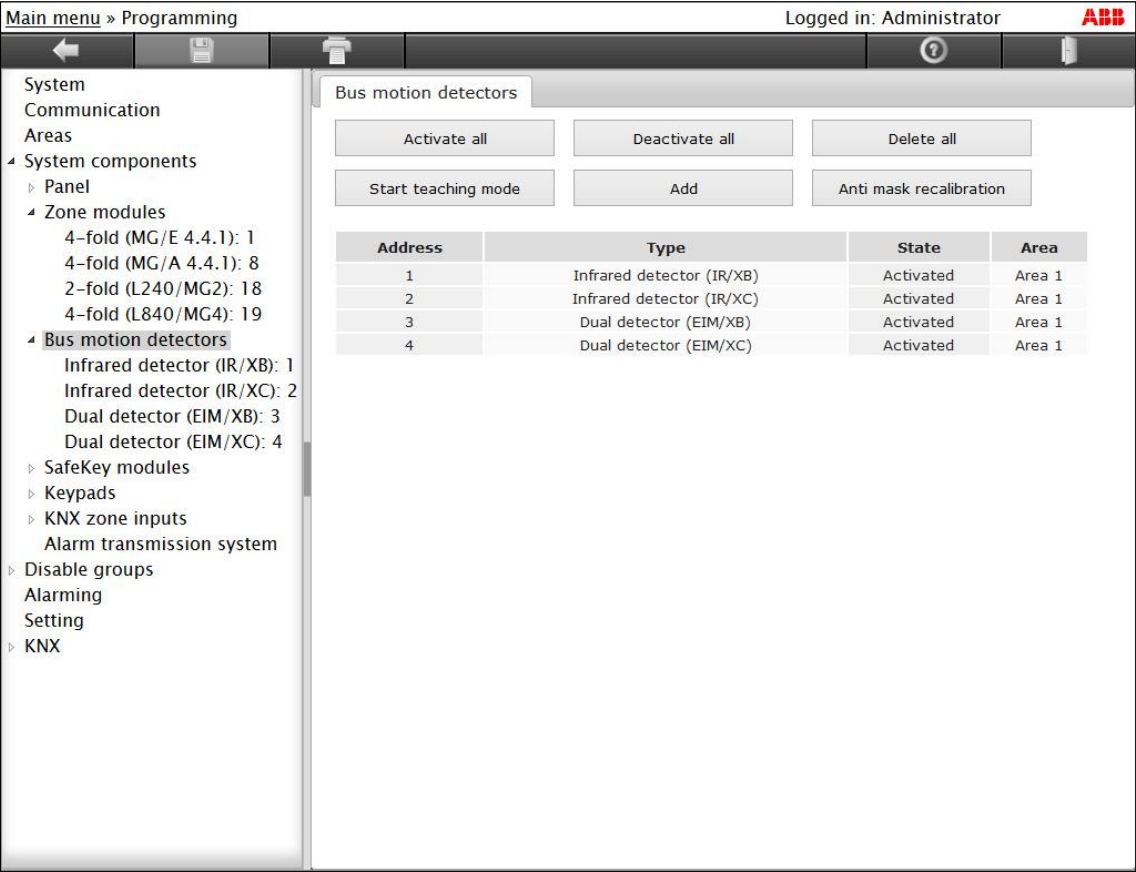 Main menu » Programming Logged in: Administrator ABB
System
Communication
Areas
System components
Panel
Zone modules
4-fold (MG/E 4.4.1): 1
4-fold (MG/A 4.4.1): 8
2-fold (L240/MG2): 18
4-fold (L840/MG4): 19
Bus motion detectors
Infrared detector (IR/XB): 1
Infrared detector (IR/XC): 2
Dual detector (EIM/XB): 3
Dual detector (EIM/XC): 4
SafeKey modules
Keypads
KNX zone inputs
Alarm transmission system
Disable groups
Alarming
Setting
KNX
Bus motion detectors
Activate all Deactivate all Delete all
Start teaching mode Add Anti mask recalibration
Address Type State Area
1 Infrared detector (IR/XB) Activated Area 1
2 Infrared detector (IR/XC) Activated Area 1
3 Dual detector (EIM/XB) Activated Area 1
4 Dual detector (EIM/XC) Activated Area 1